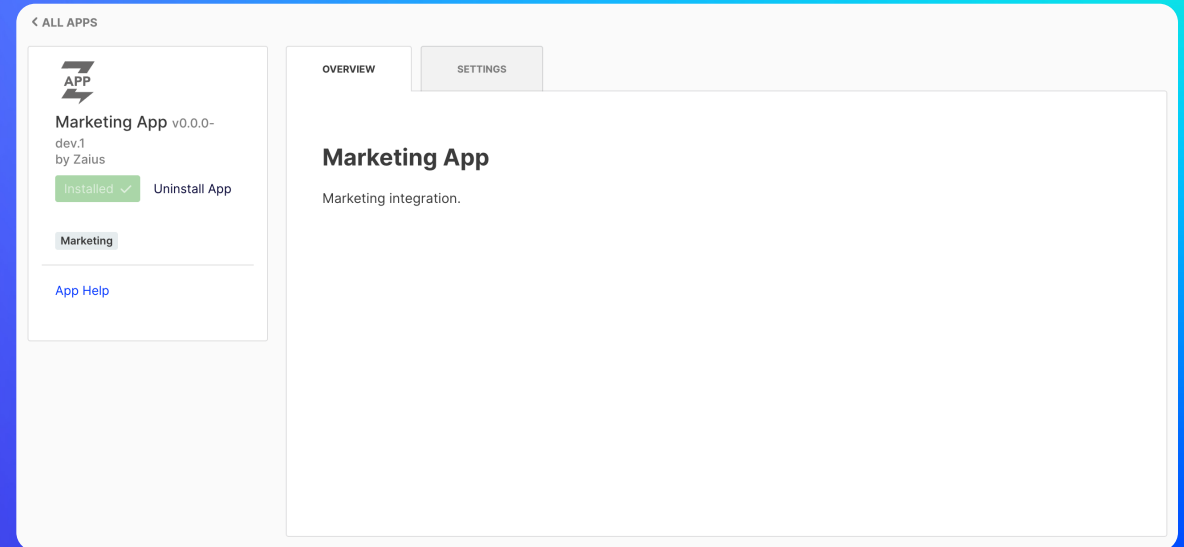 ALL APPS
APP
Marketing App v0.0.0-
dev.1
by Zaius
Installed
Uninstall App
Marketing
App Help
OVERVIEW
SETTINGS
Marketing App
Marketing integration.